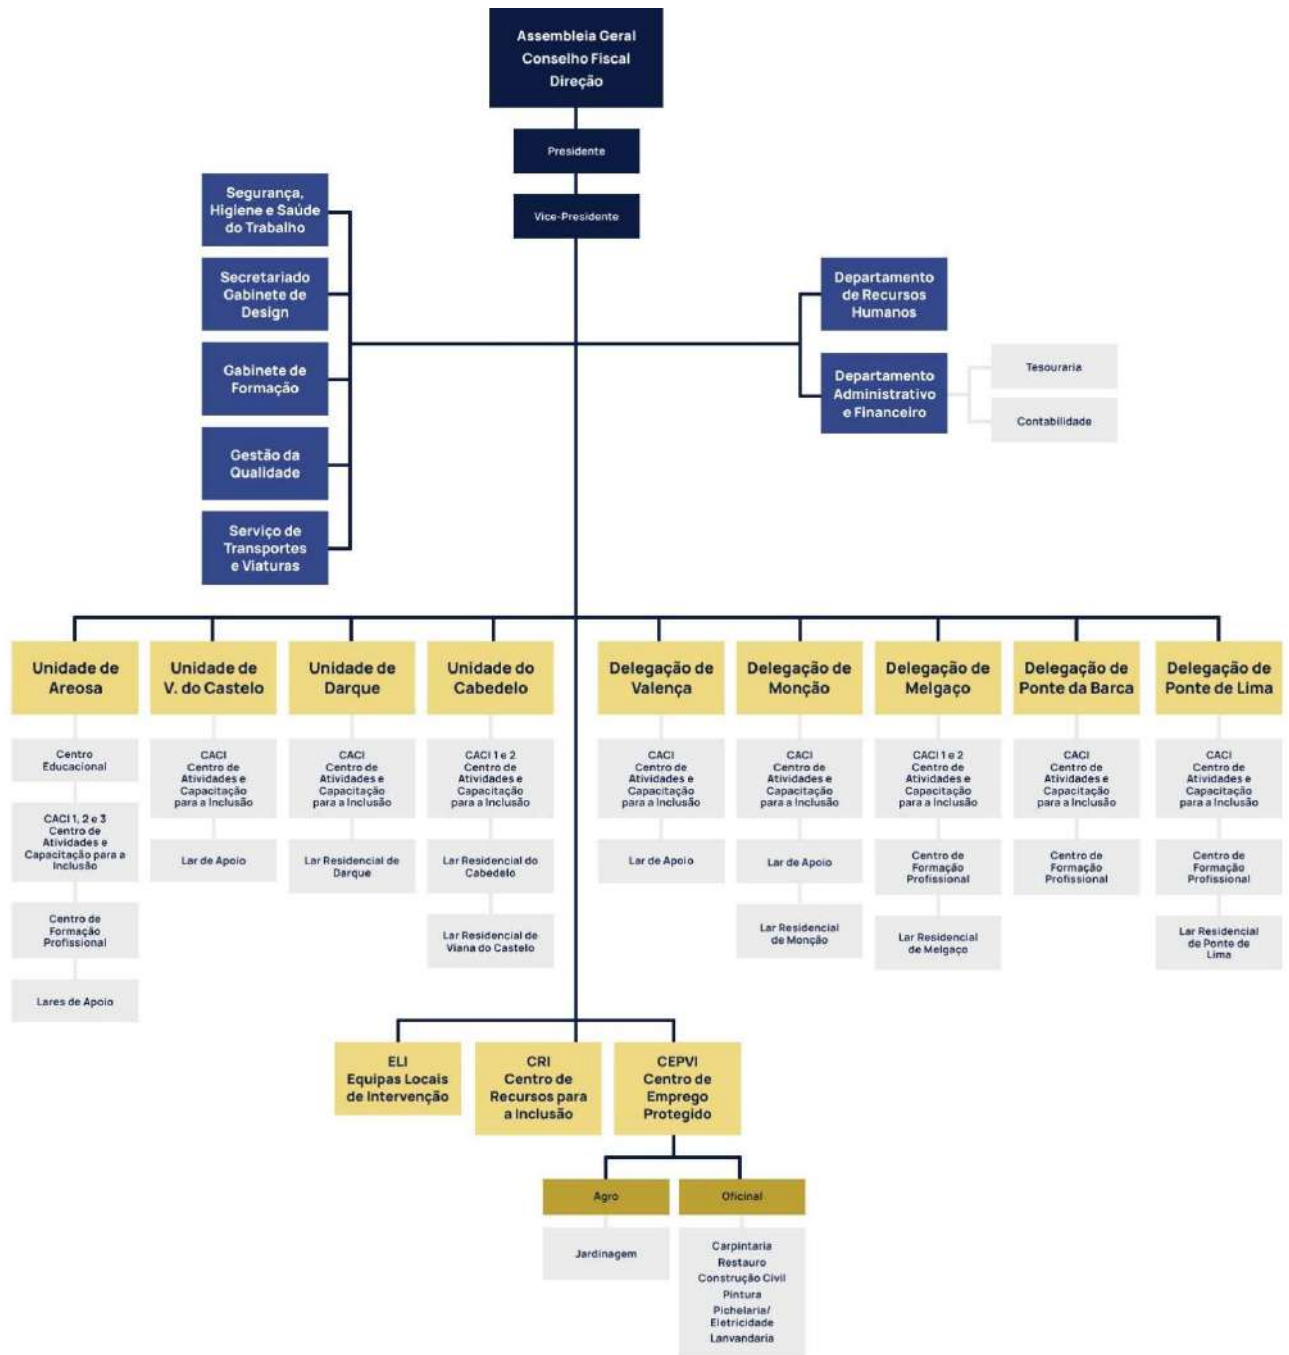 Assembleia Geral
Conselho Fiscal
Direção
Presidente
Vice-Presidente
Segurança,
Higiene e Saúde
do Trabalho
Secretariado
Gabinete de
Design
Gabinete de
Formação
Gestão da
Qualidade
Serviço de
Transportes
e Viaturas
Departamento
de Recursos
Humanos
Departamento
Administrativo
e Financeiro
Tesouraria
Contabilidade
Unidade de
Areosa
Centro
Educacional
CACI 1, 2 e 3
Centro de
Atividades e
Capacitação para a
Inclusão
Centro de
Formação
Profissional
Lares de Apoio
Unidade de
V. do Castelo
CACI
Centro de
Atividades e
Capacitação
para a Inclusão
Lar de Apoio
Unidade de
Darque
CACI
Centro de
Atividades e
Capacitação
para a Inclusão
Lar Residencial de
Darque
Unidade do
Cabedelo
CACI 1 e 2
Centro de
Atividades e
Capacitação
para a Inclusão
Lar Residencial do
Cabedelo
Lar Residencial de
Viana do Castelo
Delegação de
Valença
CACI
Centro de
Atividades e
Capacitação
para a Inclusão
Lar de Apoio
Delegação de
Monção
CACI
Centro de
Atividades e
Capacitação
para a Inclusão
Lar de Apoio
Lar Residencial
de Monção
Delegação de
Melgaço
CACI 1 e 2
Centro de
Atividades e
Capacitação
para a Inclusão
Centro de
Formação
Profissional
Lar Residencial
de Melgaço
Delegação de
Ponte da Barca
CACI
Centro de
Atividades e
Capacitação
para a Inclusão
Centro de
Formação
Profissional
Delegação de
Ponte de Lima
CACI
Centro de
Atividades e
Capacitação
para a Inclusão
Centro de
Formação
Profissional
Lar Residencial
de Ponte de
Lima
ELI
Equipas Locais
de Intervenção
CRI
Centro de
Recursos para
a Inclusão
CEPVI
Centro de
Emprego
Protegido
Agro
Jardinagem
Oficinal
Carpintaria
Restauro
Construção Civil
Pintura
Pichelaria/
Eletricidade
Lanvandaria